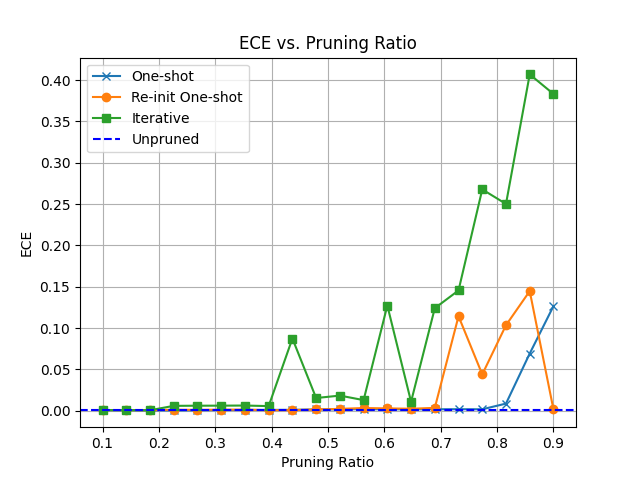 ECE vs. Pruning Ratio
One-shot
Re-init One-shot
Iterative
Unpruned
0.40
0.35
0.30
0.25
0.20
0.15
0.10
0.05
0.00
ECE
0.1 0.2 0.3 0.4 0.5 0.6 0.7 0.8 0.9
Pruning Ratio